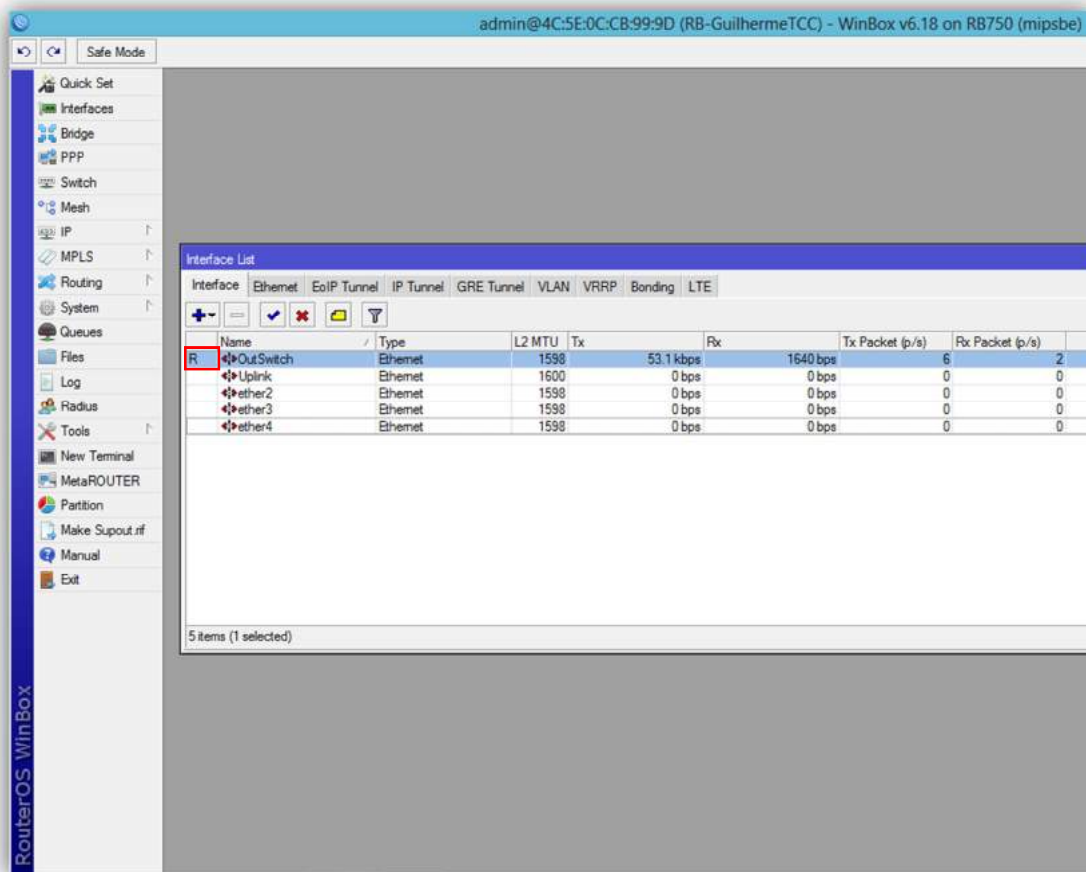 admin@4C:5E:0C:CB:99:9D (RB-GuilhermeTCC) - WinBox v6.18 on RB750 (mipsbe)
Safe Mode
Quick Set
Interfaces
Bridge
PPP
Switch
Mesh
IP
MPLS
Routing
System
Queues
Files
Log
Radius
Tools
New Terminal
MetaROUTER
Partition
Make Supout.rif
Manual
Exit
RouterOS WinBox
Interface List
Interface Ethernet EoIP Tunnel IP Tunnel GRE Tunnel VLAN VRRP Bonding LTE
Name / Type L2 MTU Tx Rx Tx Packet (p/s) Rx Packet (p/s)
R OutSwitch Ethernet 1598 53.1 kbps 1640 bps 6 2
Uplink Ethernet 1600 0 bps 0 bps 0 0
ether2 Ethernet 1598 0 bps 0 bps 0 0
ether3 Ethernet 1598 0 bps 0 bps 0 0
ether4 Ethernet 1598 0 bps 0 bps 0 0
5 items (1 selected)